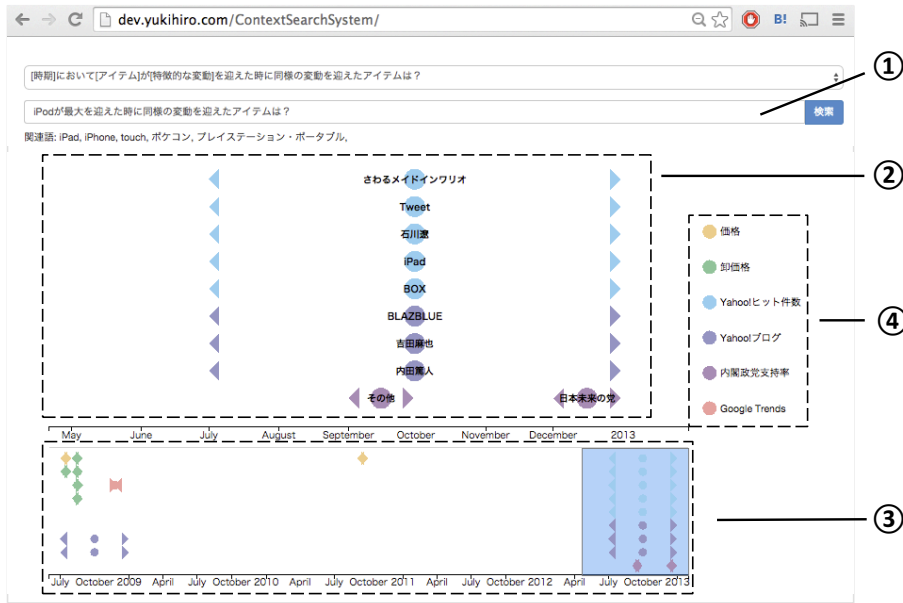 dev.yukihiro.com/ContextSearchSystem/
B!
[時期]において[アイテム]が[特徴的な変動]を迎えた時に同様の変動を迎えたアイテムは？
①
iPodが最大を迎えた時に同様の変動を迎えたアイテムは？
検索
関連語: iPad, iPhone, touch, ポケコン, プレイステーション・ポータブル,
②
さわるメイドインワリオ
Tweet
石川遼
iPad
BOX
BLAZBLUE
吉田麻也
内田篤人
その他
日本未来の党
価格
卸価格
Yahoo!ヒット件数
Yahoo!ブログ
内閣政党支持率
Google Trends
④
May June July August September October November December 2013
③
July October 2009 April July October 2010 April July October 2011 April July October 2012 April July October 2013